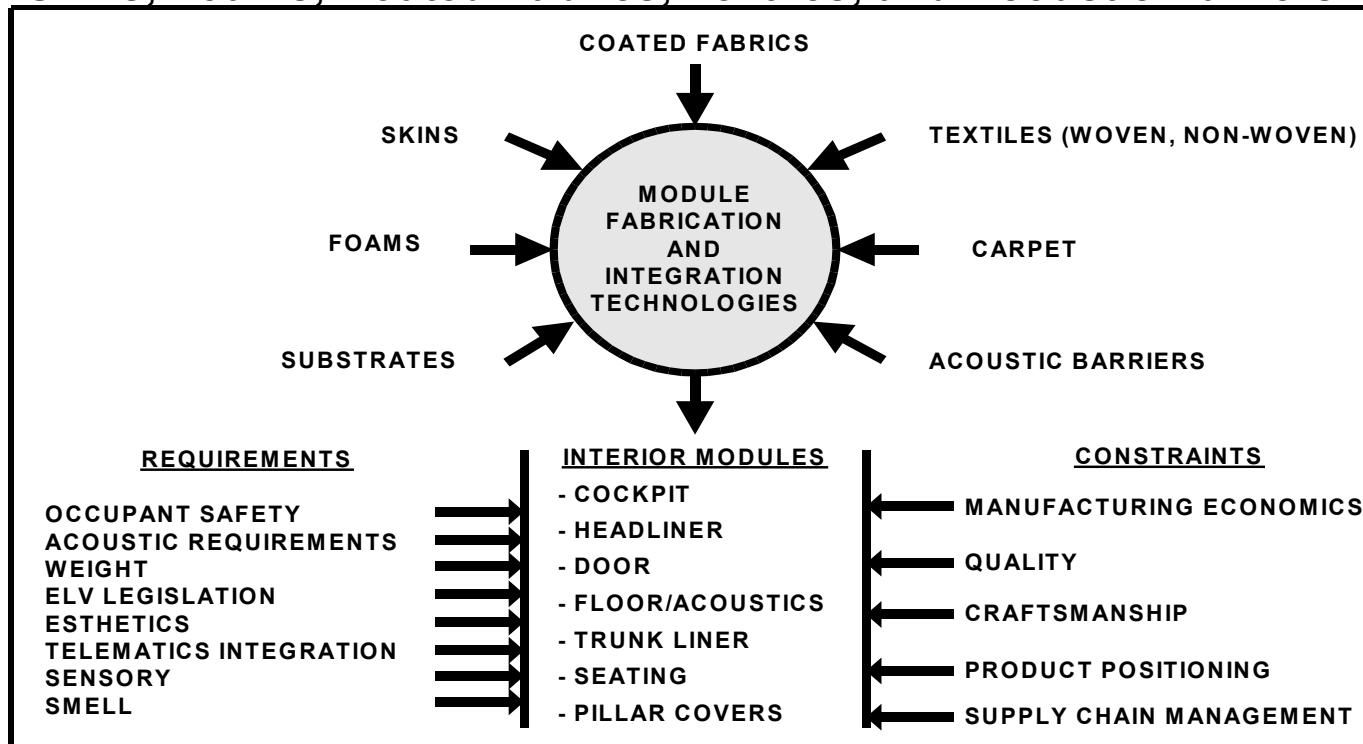 COATED FABRICS
SKINS
TEXTILES (WOVEN, NON-WOVEN)
MODULE
FABRICATION
AND
INTEGRATION
TECHNOLOGIES
FOAMS
CARPET
SUBSTRATES
ACOUSTIC BARRIERS
REQUIREMENTS
OCCUPANT SAFETY
ACOUSTIC REQUIREMENTS
WEIGHT
ELV LEGISLATION
ESTHETICS
TELEMATICS INTEGRATION
SENSORY
SMELL
INTERIOR MODULES
- COCKPIT
- HEADLINER
- DOOR
- FLOOR/ACOUSTICS
- TRUNK LINER
- SEATING
- PILLAR COVERS
CONSTRAINTS
MANUFACTURING ECONOMICS
QUALITY
CRAFTSMANSHIP
PRODUCT POSITIONING
SUPPLY CHAIN MANAGEMENT